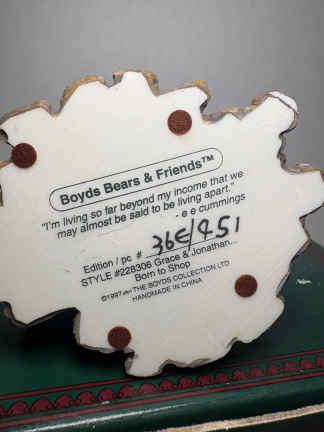 Boyds Bears & Friends™
"I'm living so far beyond my income that we
may almost be said to be living apart."
- e e cummings
Edition / pc # 36E/951
STYLE #228306 Grace & Jonathan...
Born to Shop
©1997 THE BOYDS COLLECTION LTD
HANDMADE IN CHINA